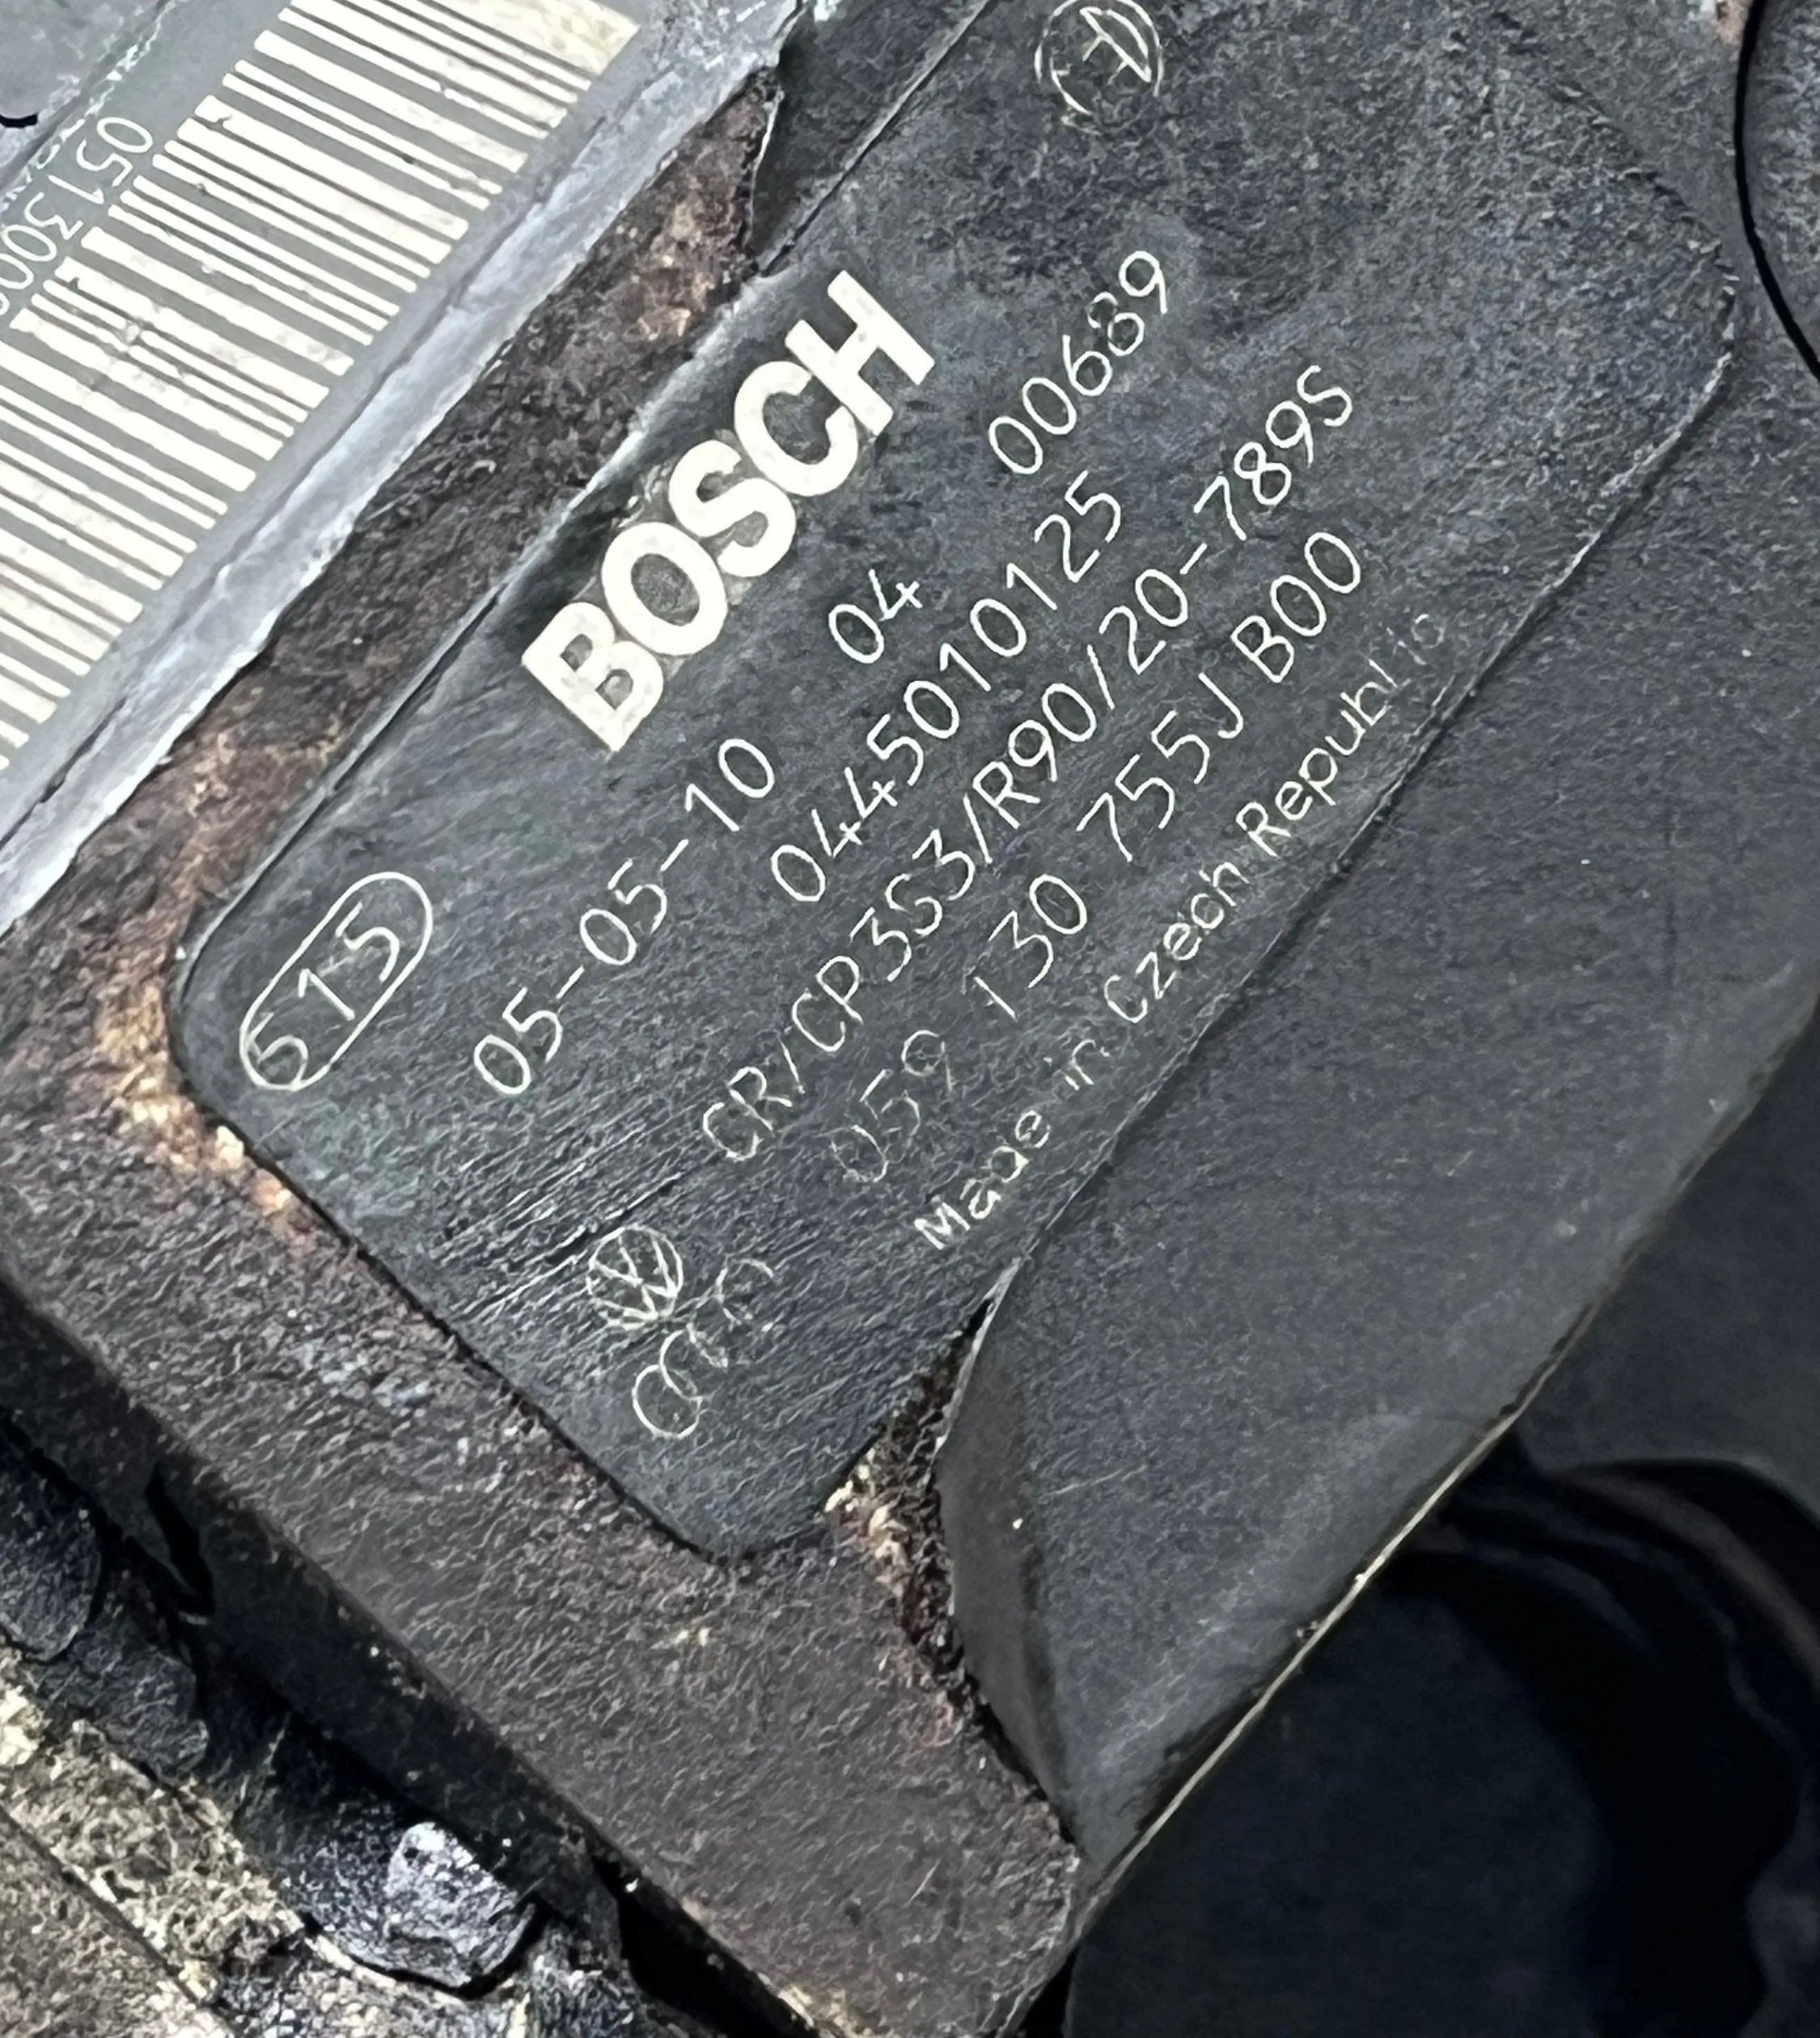 BOSCH
515
05-05-10 04 00689
0445010125
CR/CP3S3/R90/20-789S
059 130 755J B00
Made in Czech Republic